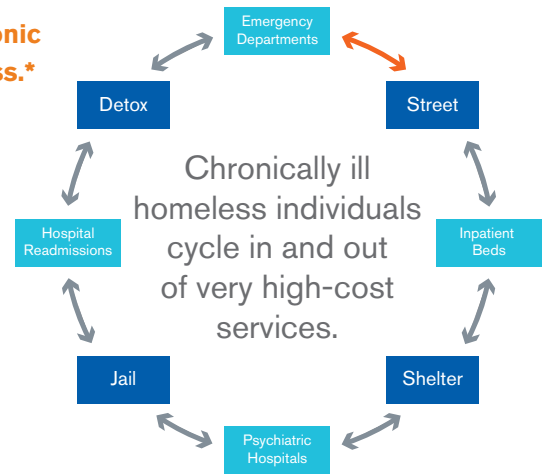 onic
ss.*
Emergency
Departments
Detox
Street
Chronically ill
homeless individuals
cycle in and out
of very high-cost
services.
Hospital
Readmissions
Inpatient
Beds
Jail
Shelter
Psychiatric
Hospitals